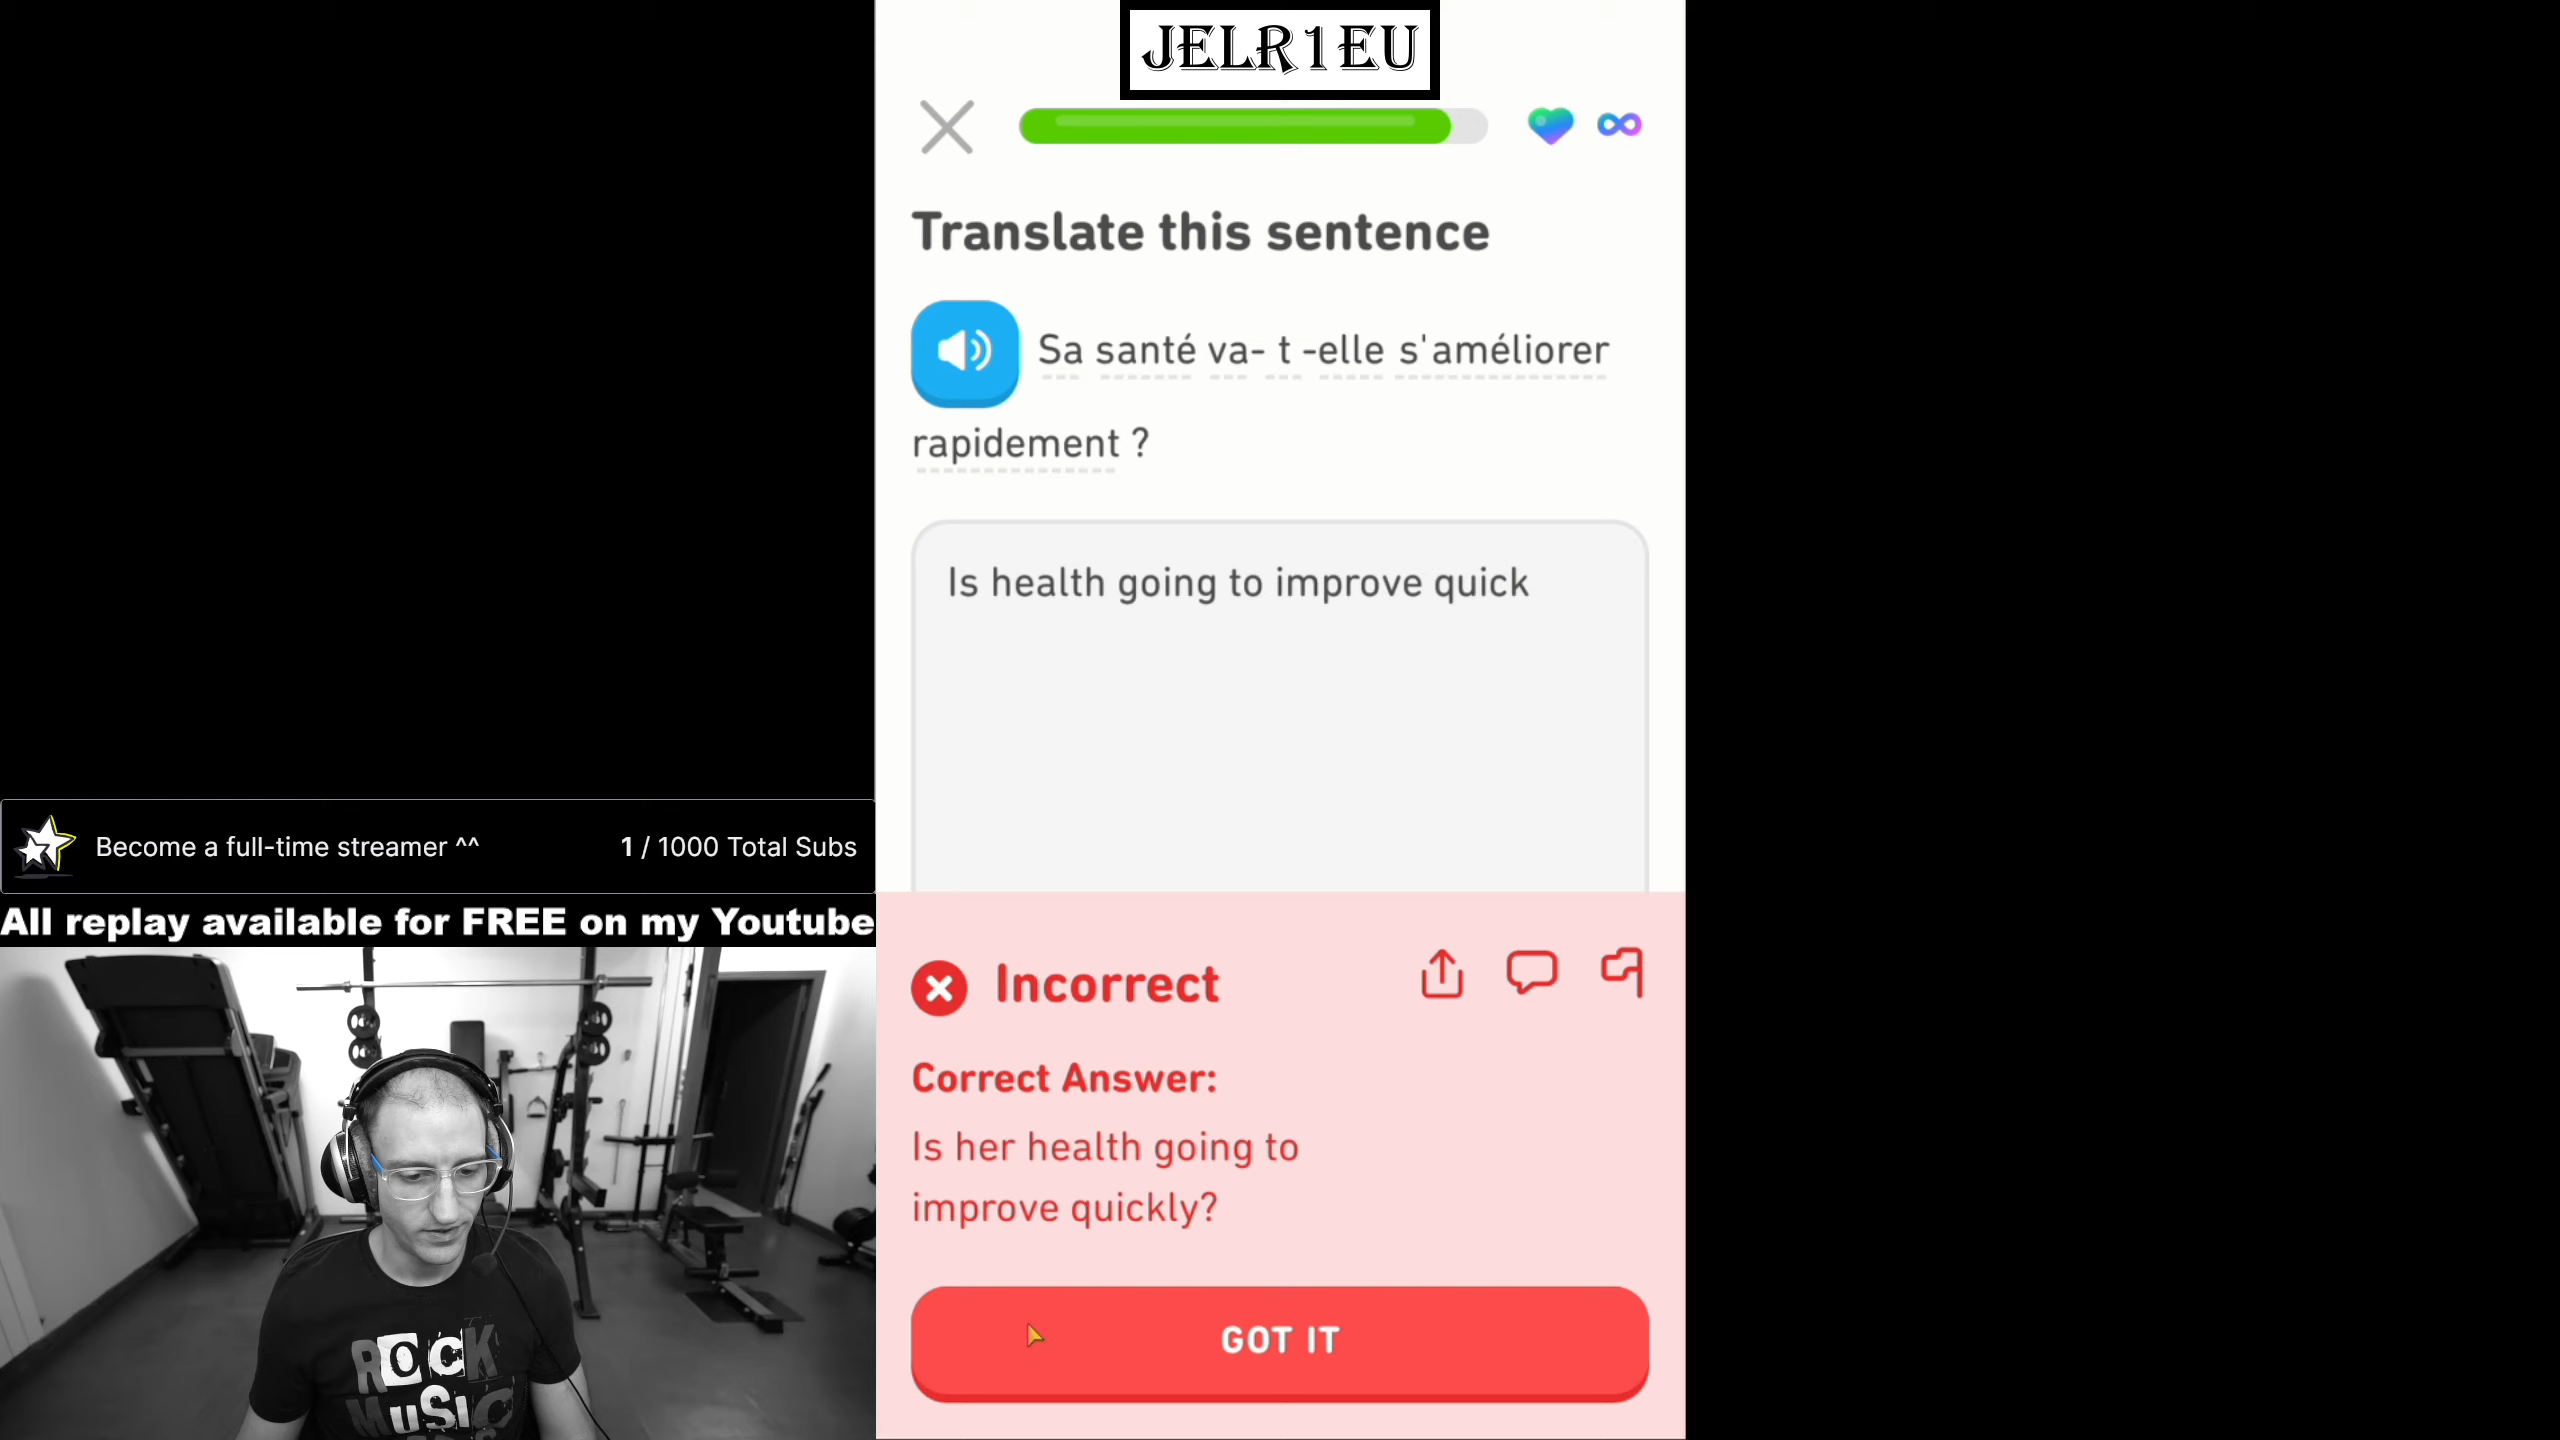 JELR1EU
Translate this sentence
Sa santé va- t -elle s'améliorer
rapidement ?
Is health going to improve quick
Become a full-time streamer ^^ 1 / 1000 Total Subs
All replay available for FREE on my Youtube
Incorrect
Correct Answer:
Is her health going to
improve quickly?
GOT IT
ROCK
MUSIC